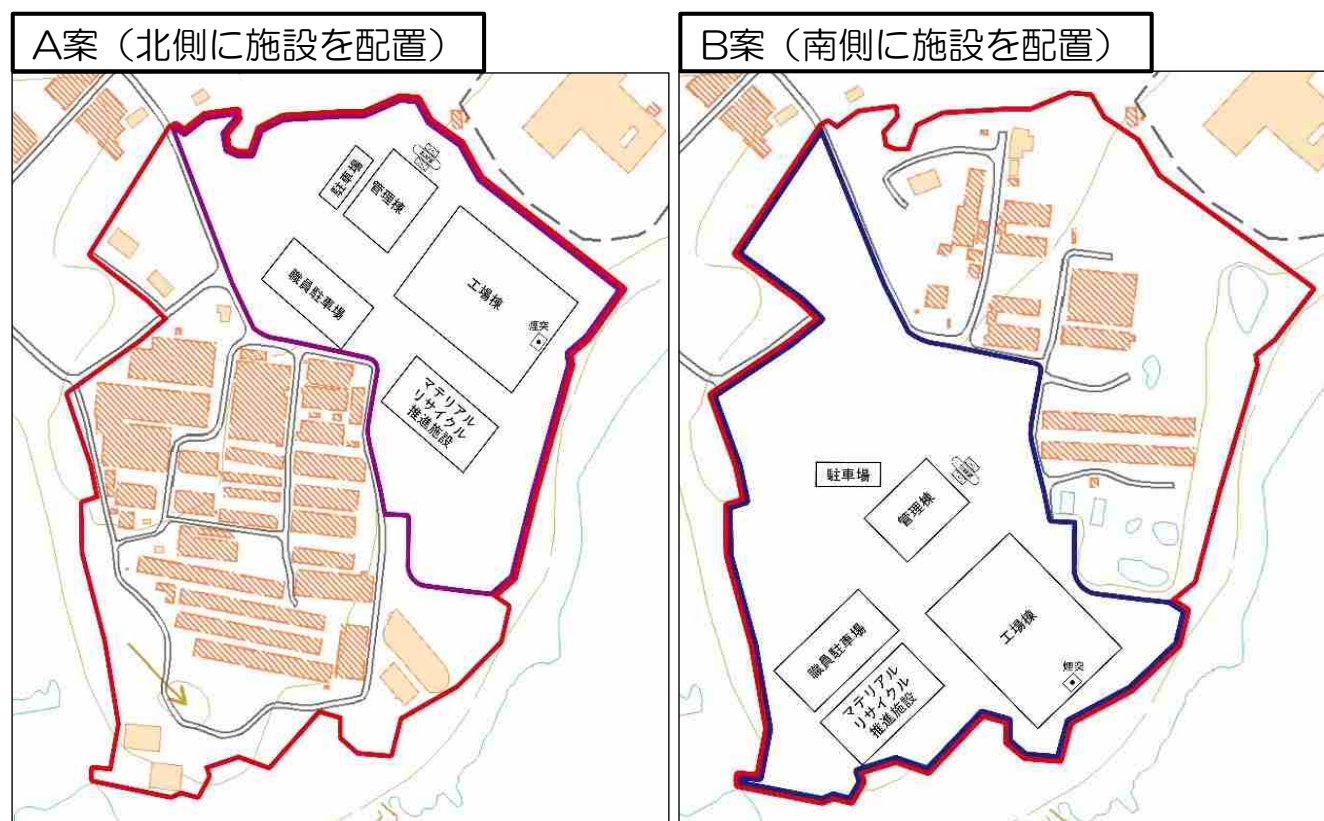 A案（北側に施設を配置）
駐車場
管理棟
工場棟
職員駐車場
煙突
マテリアル
リサイクル
推進施設
B案（南側に施設を配置）
駐車場
管理棟
工場棟
職員駐車場
煙突
マテリアル
リサイクル
推進施設